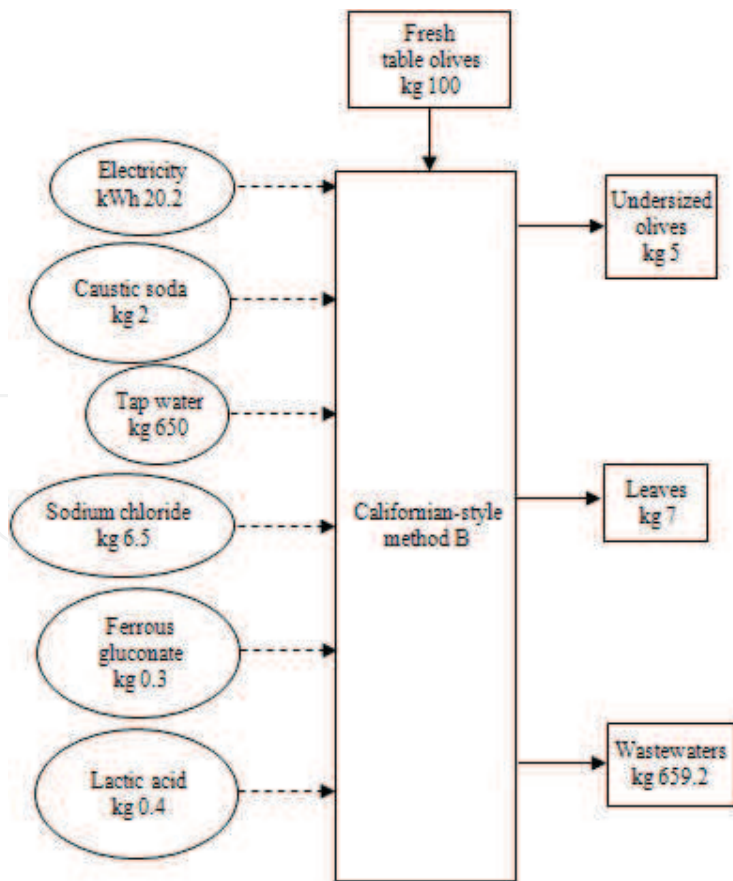 Fresh
table olives
kg 100
Electricity
kWh 20.2
Undersized
olives
kg 5
Caustic soda
kg 2
Tap water
kg 650
Sodium chloride
kg 6.5
Californian-style
method B
Leaves
kg 7
Ferrous
gluconate
kg 0.3
Lactic acid
kg 0.4
Wastewaters
kg 659.2